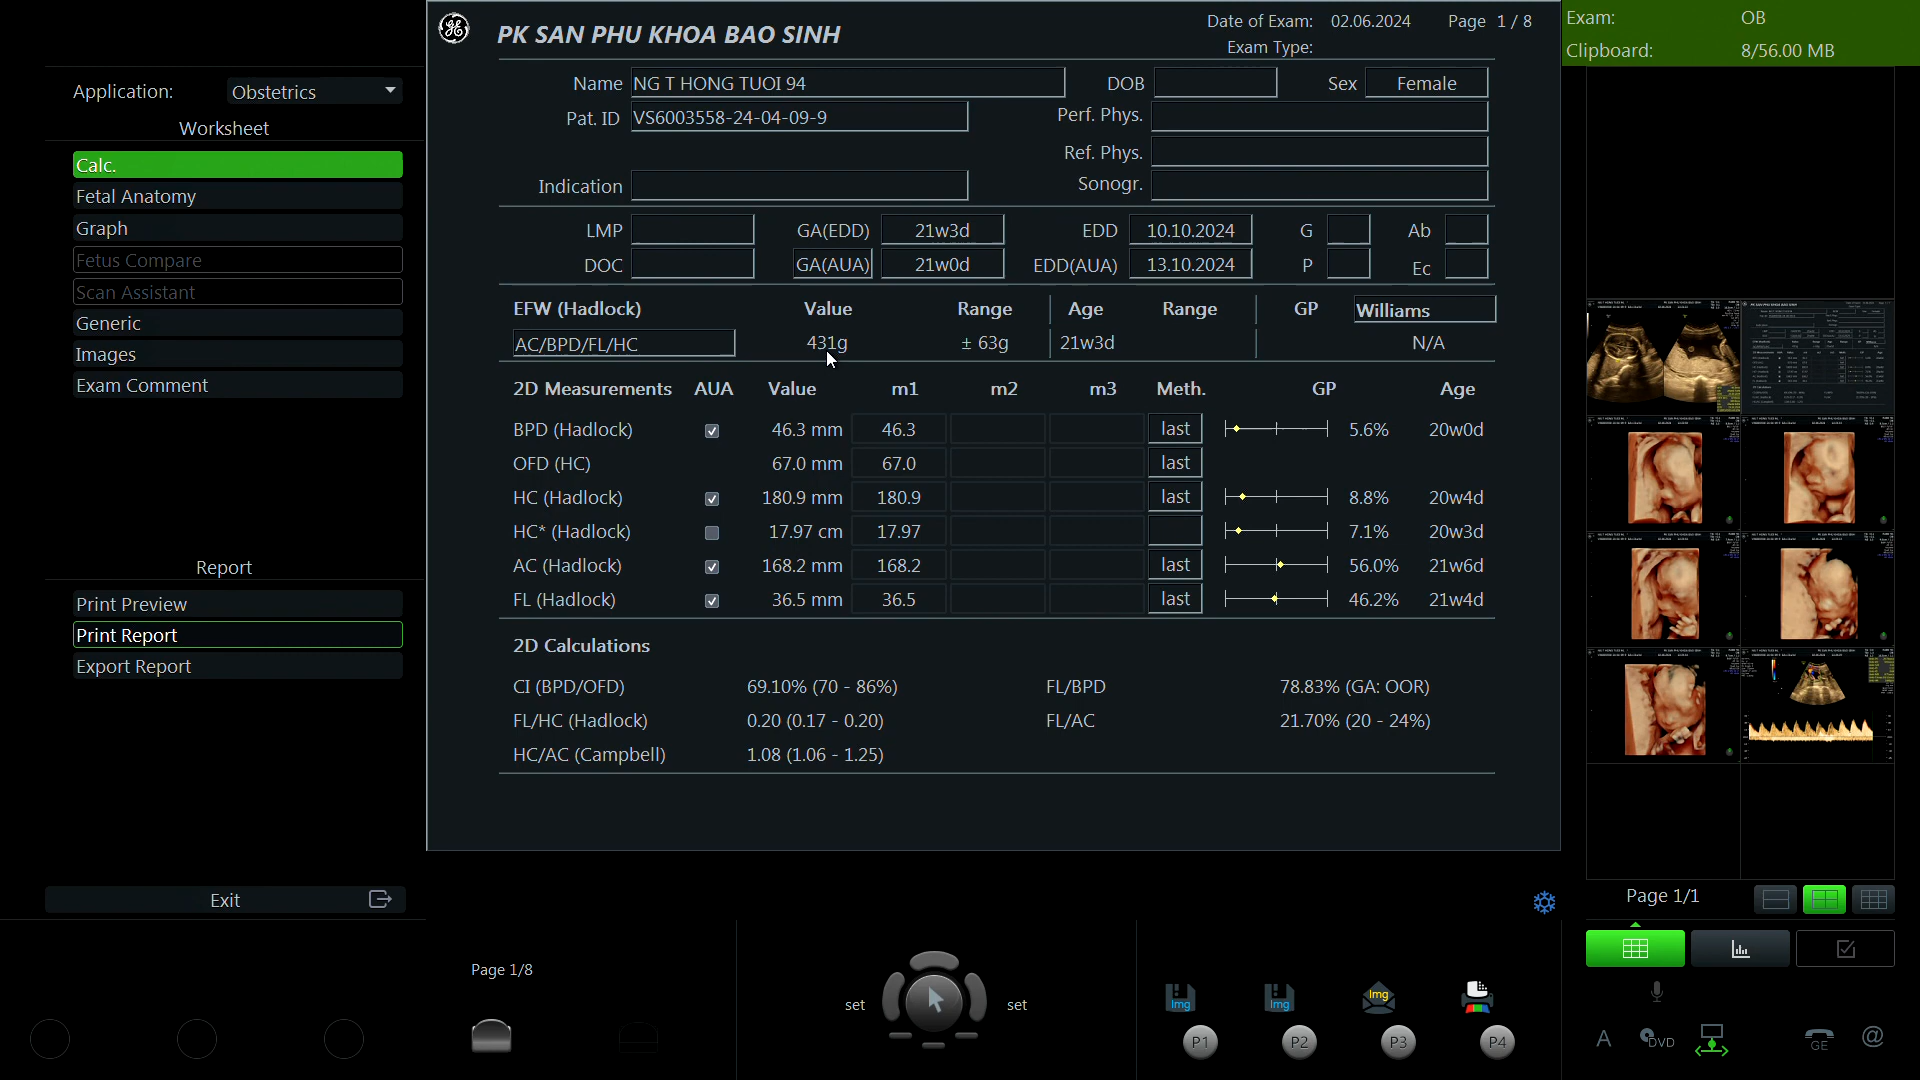 PK SAN PHU KHOA BAO SINH
Date of Exam: 02.06.2024 Page 1 / 8
Exam Type:
Exam: OB
Clipboard: 8/56.00 MB
Application: Obstetrics
Worksheet
Calc.
Fetal Anatomy
Graph
Fetus Compare
Scan Assistant
Generic
Images
Exam Comment
Report
Print Preview
Print Report
Export Report
Exit
Name NG T HONG TUOI 94 DOB Sex Female
Pat. ID VS6003558-24-04-09-9 Perf. Phys.
Ref. Phys.
Indication Sonogr.
LMP GA(EDD) 21w3d EDD 10.10.2024 G Ab
DOC GA(AUA) 21w0d EDD(AUA) 13.10.2024 P Ec
EFW (Hadlock) Value Range Age Range GP Williams
AC/BPD/FL/HC 431g ± 63g 21w3d N/A
2D Measurements AUA Value m1 m2 m3 Meth. GP Age
BPD (Hadlock) 46.3 mm 46.3 last 5.6% 20w0d
OFD (HC) 67.0 mm 67.0 last
HC (Hadlock) 180.9 mm 180.9 last 8.8% 20w4d
HC* (Hadlock) 17.97 cm 17.97 7.1% 20w3d
AC (Hadlock) 168.2 mm 168.2 last 56.0% 21w6d
FL (Hadlock) 36.5 mm 36.5 last 46.2% 21w4d
2D Calculations
CI (BPD/OFD) 69.10% (70 - 86%) FL/BPD 78.83% (GA: OOR)
FL/HC (Hadlock) 0.20 (0.17 - 0.20) FL/AC 21.70% (20 - 24%)
HC/AC (Campbell) 1.08 (1.06 - 1.25)
Page 1/1
Page 1/8
set set
Img Img Img
P1 P2 P3 P4
A DVD GE @